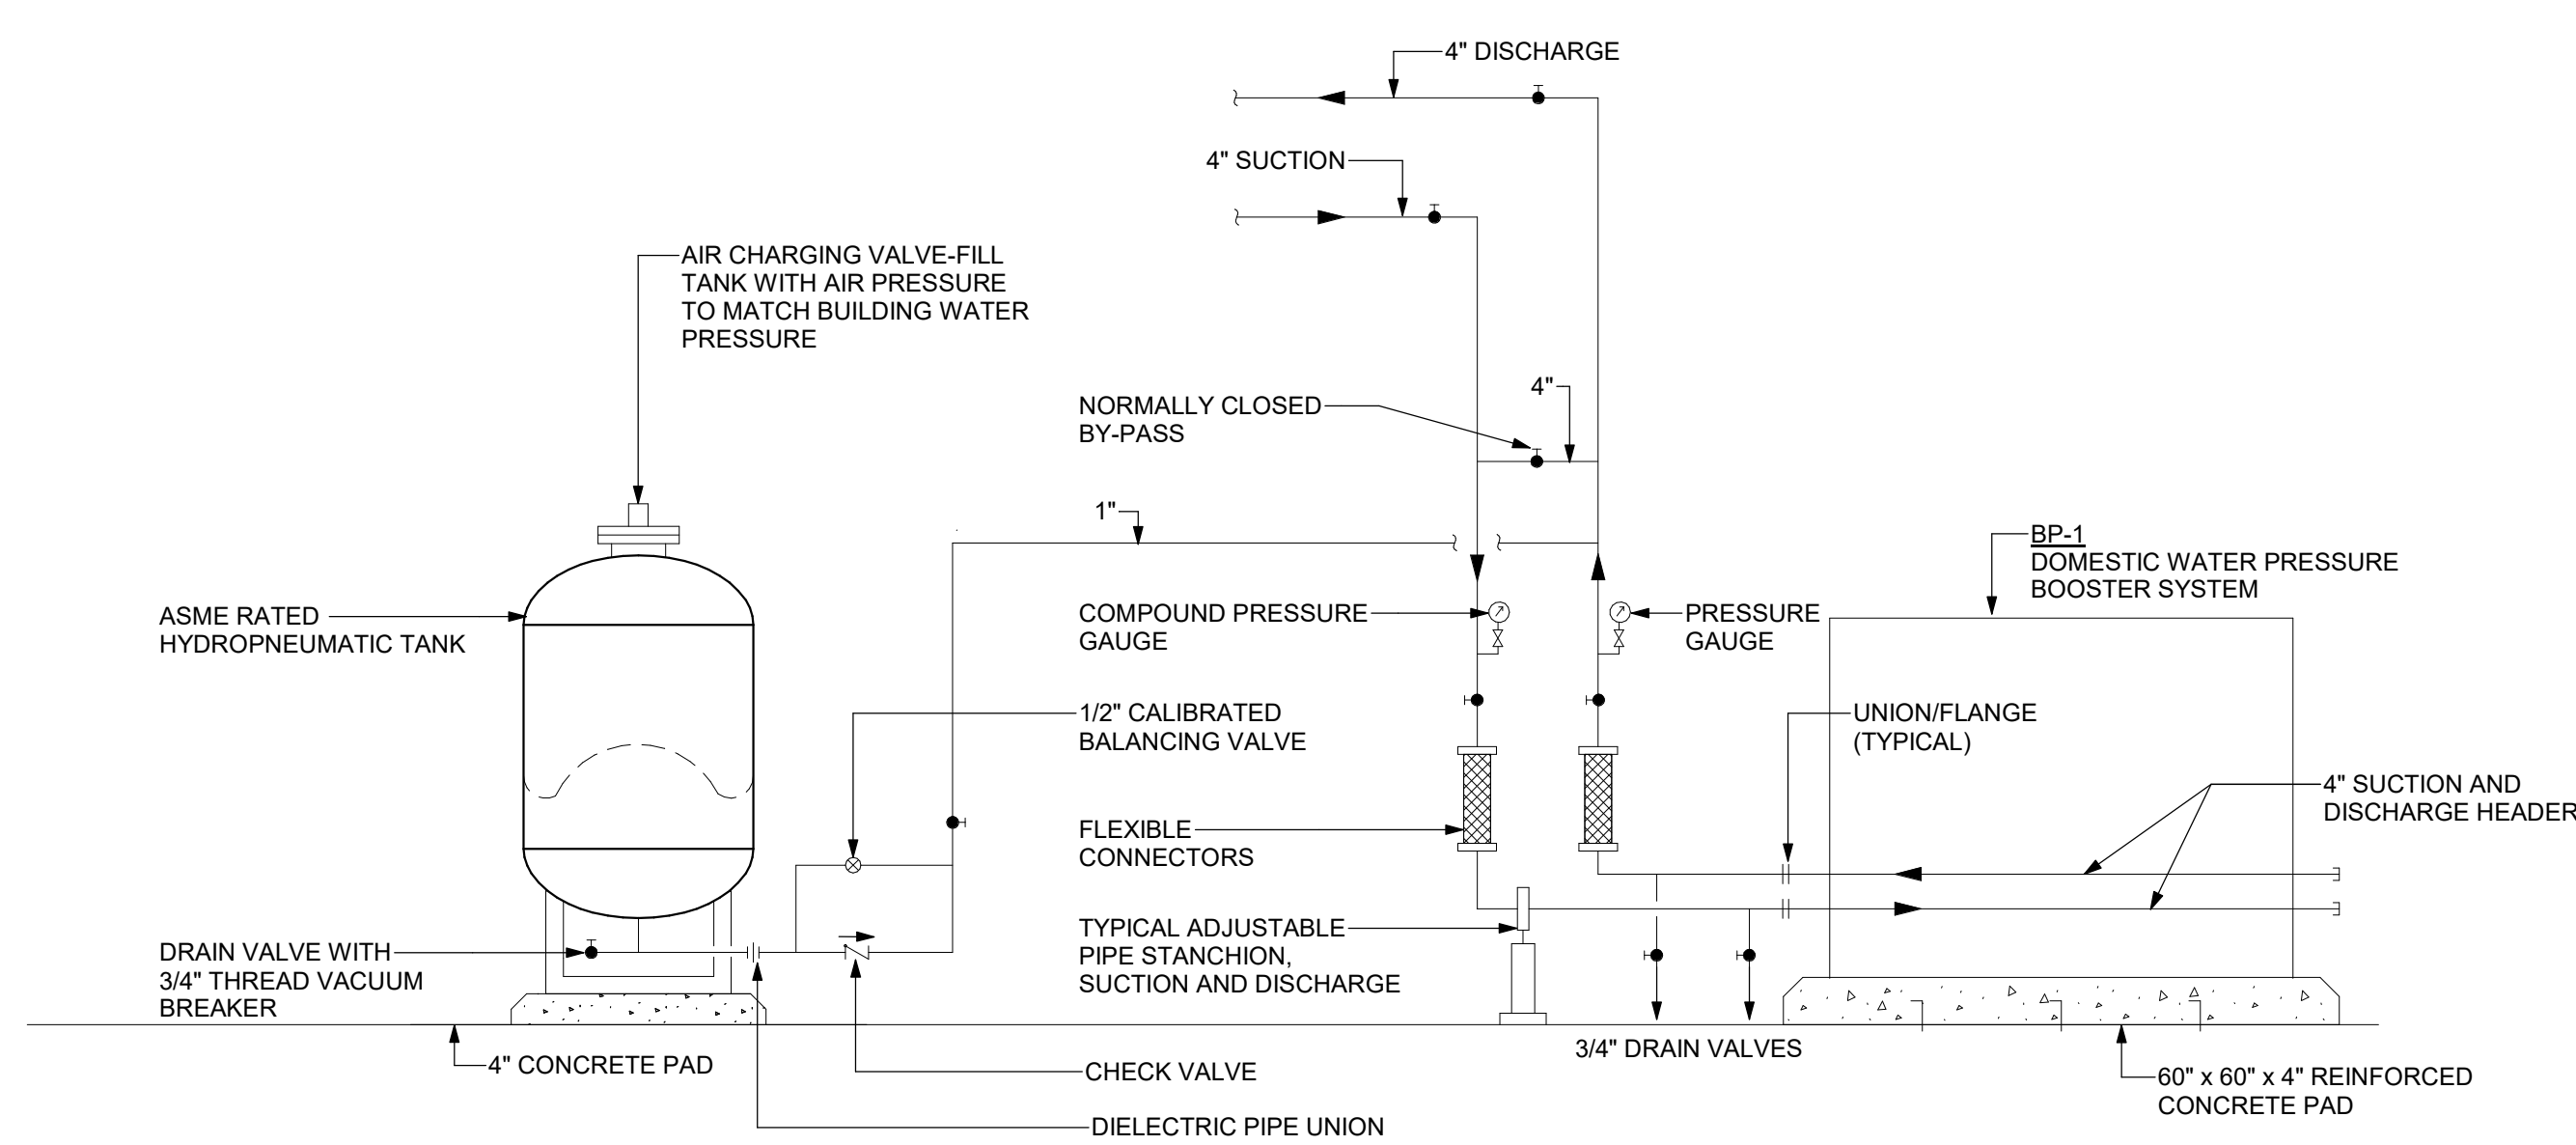 4" DISCHARGE
4" SUCTION
AIR CHARGING VALVE-FILL
TANK WITH AIR PRESSURE
TO MATCH BUILDING WATER
PRESSURE
4"
NORMALLY CLOSED
BY-PASS
1"
BP-1
DOMESTIC WATER PRESSURE
BOOSTER SYSTEM
ASME RATED
HYDROPNEUMATIC TANK
COMPOUND PRESSURE
GAUGE
PRESSURE
GAUGE
1/2" CALIBRATED
BALANCING VALVE
UNION/FLANGE
(TYPICAL)
4" SUCTION AND
DISCHARGE HEADER
FLEXIBLE
CONNECTORS
TYPICAL ADJUSTABLE
PIPE STANCHION,
SUCTION AND DISCHARGE
DRAIN VALVE WITH
3/4" THREAD VACUUM
BREAKER
3/4" DRAIN VALVES
4" CONCRETE PAD
CHECK VALVE
60" x 60" x 4" REINFORCED
CONCRETE PAD
DIELECTRIC PIPE UNION